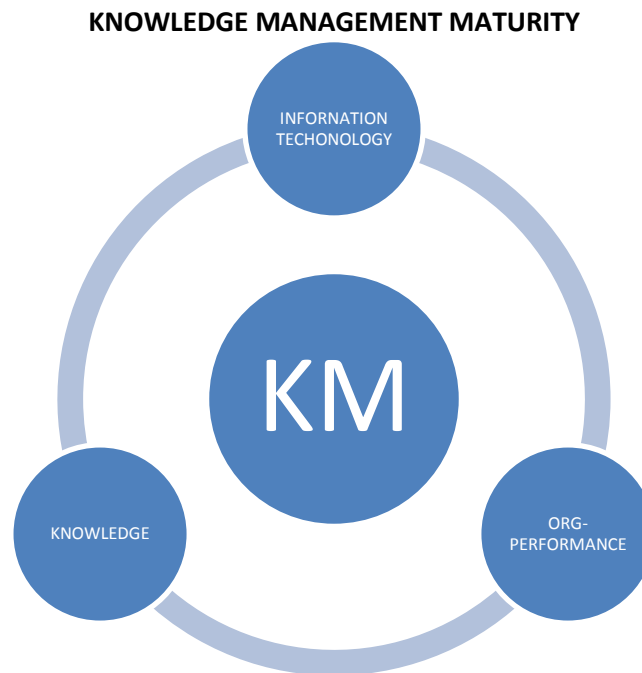 KNOWLEDGE MANAGEMENT MATURITY
INFORNATION
TECHONOLOGY
KM
KNOWLEDGE
ORG-
PERFORMANCE